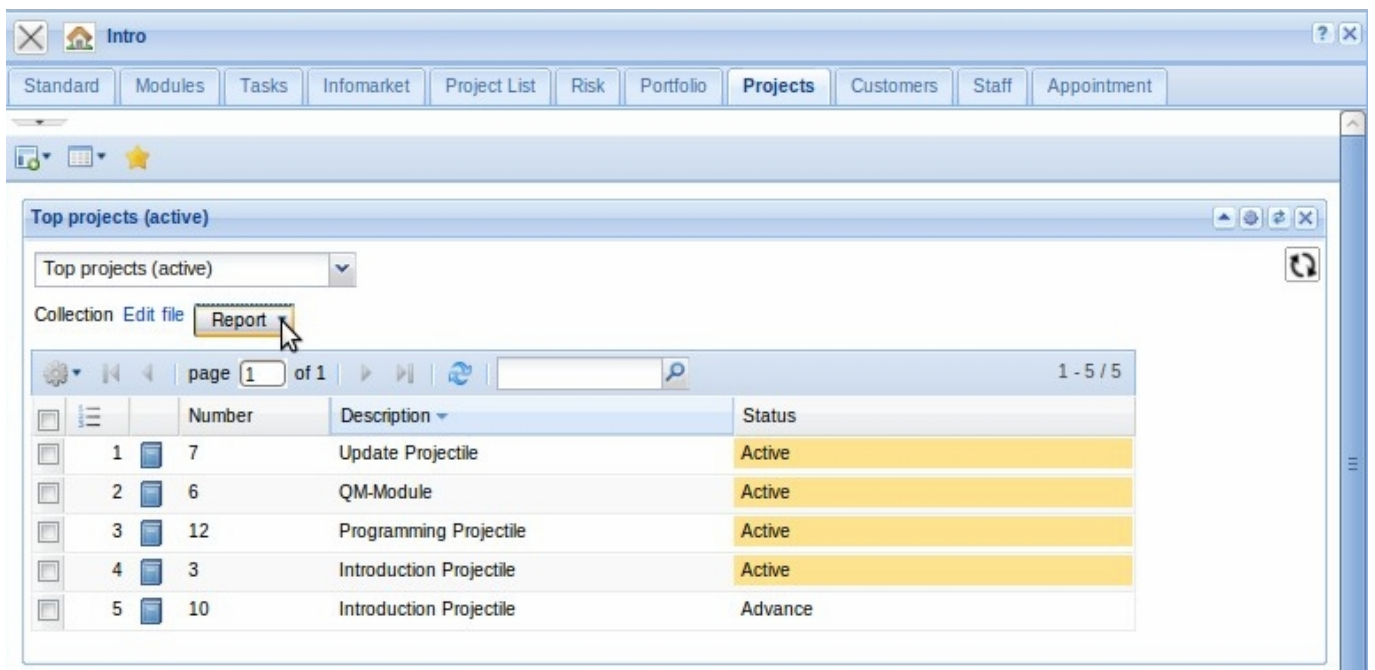 Intro
Standard Modules Tasks Infomarket Project List Risk Portfolio Projects Customers Staff Appointment
Top projects (active)
Top projects (active)
Collection Edit file Report
page 1 of 1 1 - 5 / 5
Number Description Status
1 7 Update Projectile Active
2 6 QM-Module Active
3 12 Programming Projectile Active
4 3 Introduction Projectile Active
5 10 Introduction Projectile Advance